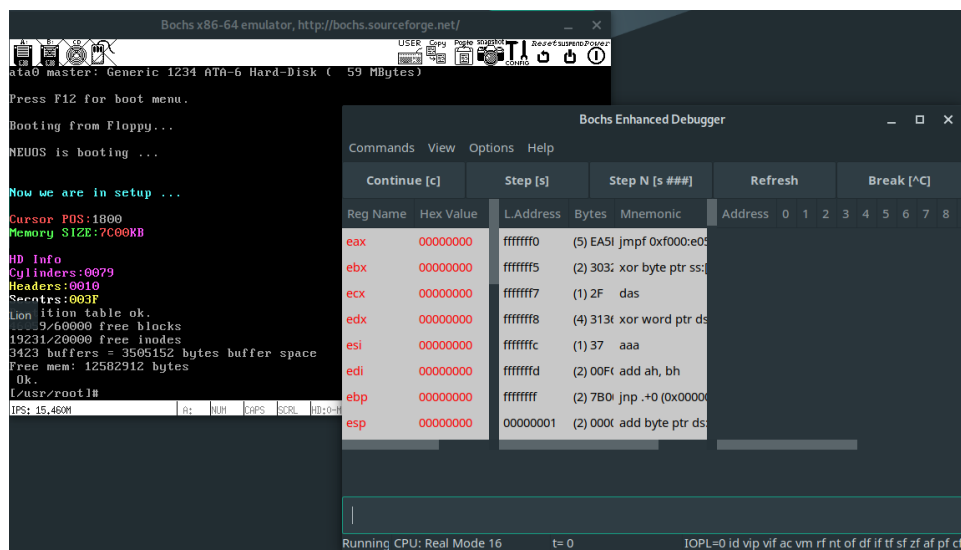 Bochs x86-64 emulator, http://bochs.sourceforge.net/
A: B: CD
USER Copy Paste snapshot Reset suspend Power
CONFIG
ata0 master: Generic 1234 ATA-6 Hard-Disk ( 59 MBytes)
Press F12 for boot menu.
Booting from Floppy...
NEUOS is booting ...
Now we are in setup ...
Cursor POS:1800
Memory SIZE:7C00KB
HD Info
Cylinders:0079
Headers:0010
Secotrs:003F
Lion
ition table ok.
/60000 free blocks
19231/20000 free inodes
3423 buffers = 3505152 bytes buffer space
Free mem: 12582912 bytes
Ok.
[/usr/root]#
IPS: 15,460M A: NUM CAPS SCRL HD:0-M
Bochs Enhanced Debugger
Commands View Options Help
Continue [c] Step [s] Step N [s ###] Refresh Break [^C]
Reg Name Hex Value L.Address Bytes Mnemonic Address 0 1 2 3 4 5 6 7 8
eax 00000000 fffffff0 (5) EA5 jmpf 0xf000:e05
ebx 00000000 fffffff5 (2) 303 xor byte ptr ss:[
ecx 00000000 fffffff7 (1) 2F das
edx 00000000 fffffff8 (4) 313 xor word ptr ds
esi 00000000 fffffffc (1) 37 aaa
edi 00000000 fffffffd (2) 00F add ah, bh
ebp 00000000 ffffffff (2) 7B0 jnp .+0 (0x0000
esp 00000000 00000001 (2) 000 add byte ptr ds:
Running CPU: Real Mode 16 t= 0 IOPL=0 id vip vif ac vm rf nt of df if tf sf zf af pf cf